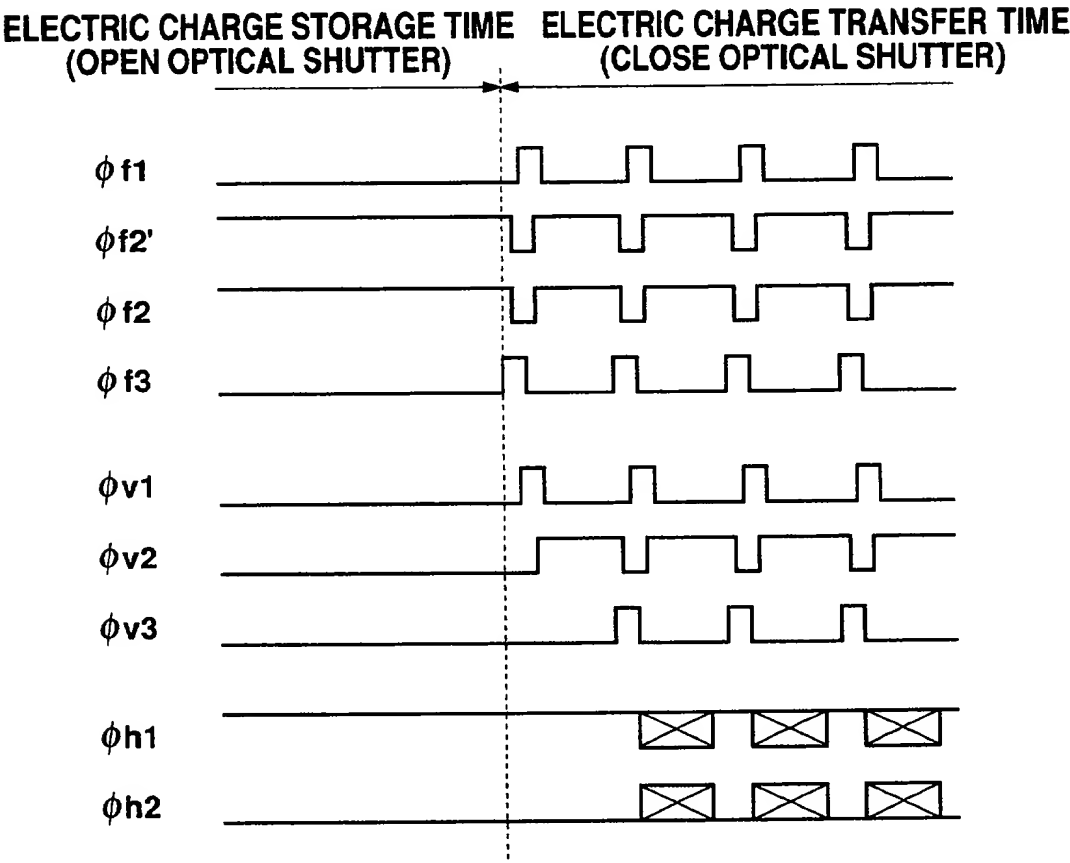 ELECTRIC CHARGE STORAGE TIME ELECTRIC CHARGE TRANSFER TIME
(OPEN OPTICAL SHUTTER) (CLOSE OPTICAL SHUTTER)
ϕf1
ϕf2'
ϕf2
ϕf3
ϕv1
ϕv2
ϕv3
ϕh1
ϕh2